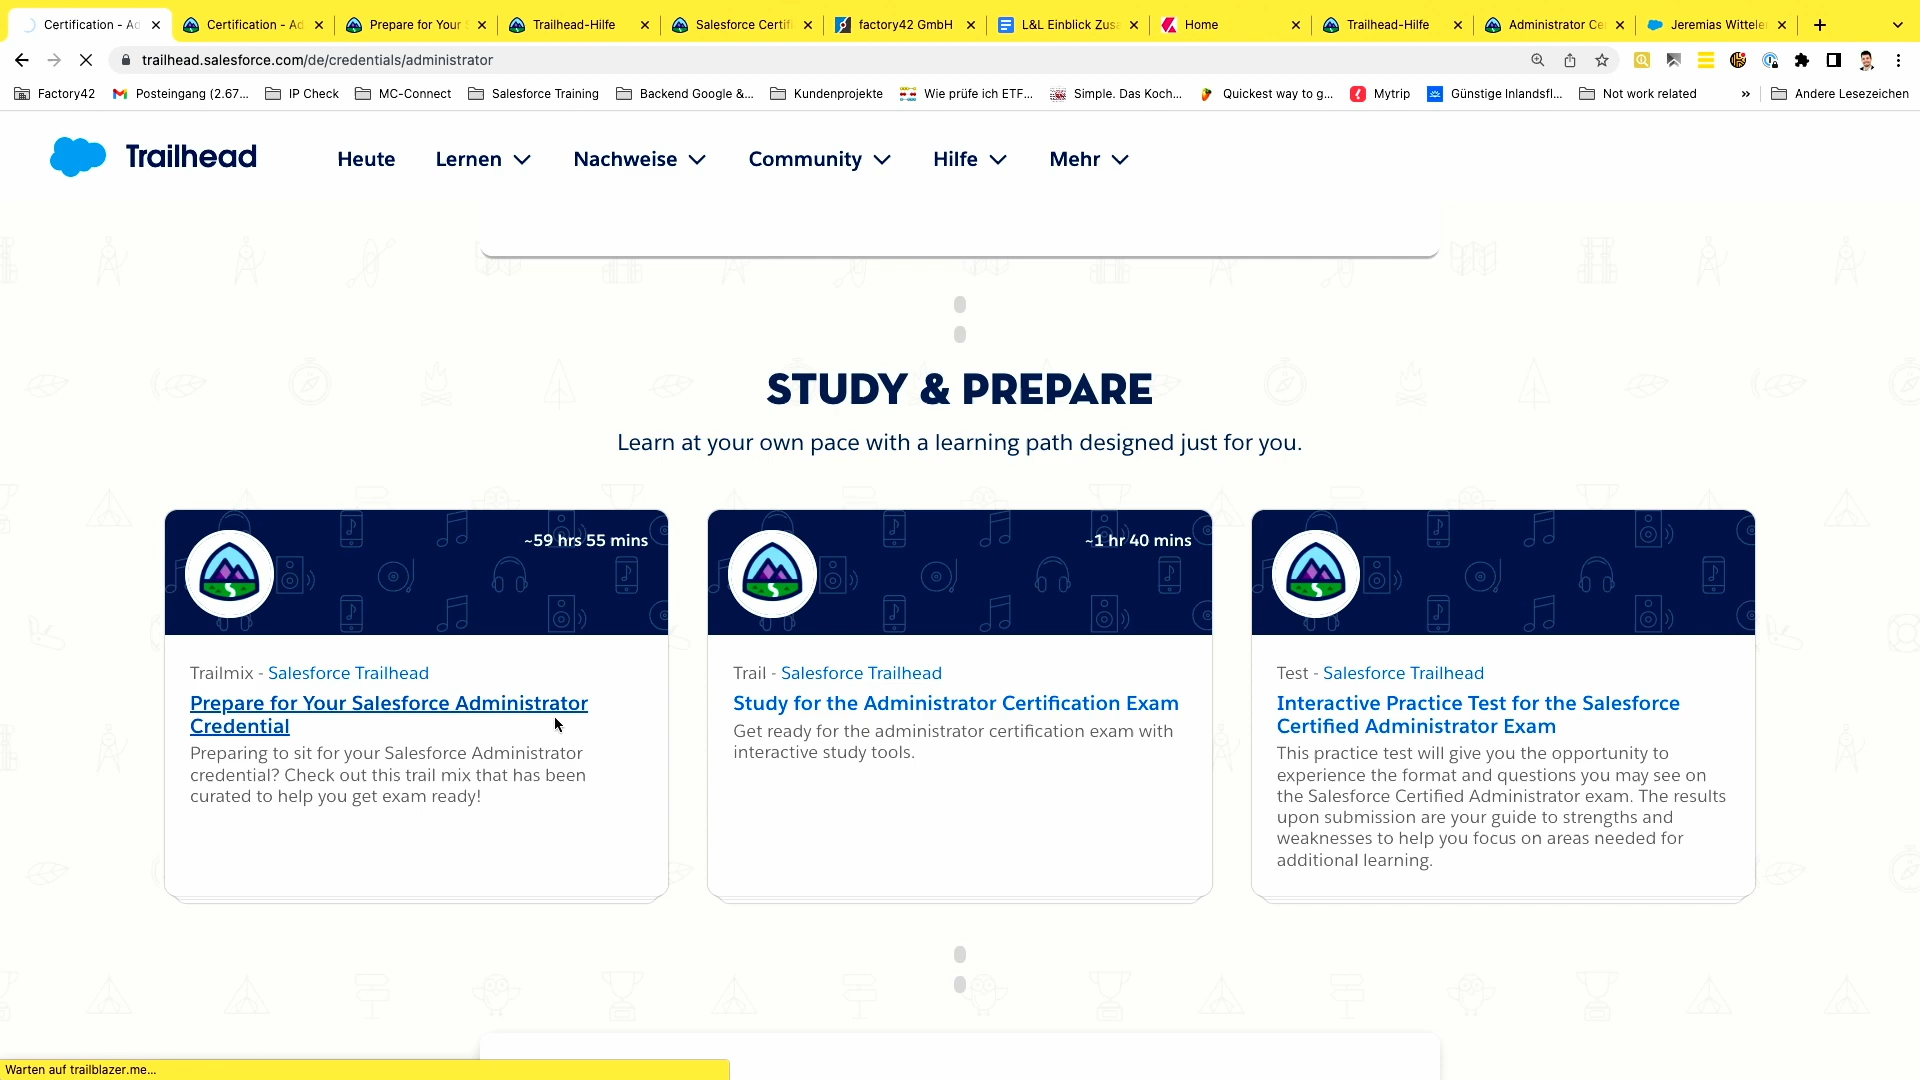 Certification - Ad
Certification - Ad
Prepare for Your S
Trailhead-Hilfe
Salesforce Certifi
factory42 GmbH
L&L Einblick Zusa
Home
Trailhead-Hilfe
Administrator Ce
Jeremias Witteler
trailhead.salesforce.com/de/credentials/administrator
Factory42
Posteingang (2.67...
IP Check
MC-Connect
Salesforce Training
Backend Google &...
Kundenprojekte
Wie prüfe ich ETF...
Simple. Das Koch...
Quickest way to g...
Mytrip
Günstige Inlandsfl...
Not work related
»
Andere Lesezeichen
Trailhead
Heute
Lernen
Nachweise
Community
Hilfe
Mehr
STUDY & PREPARE
Learn at your own pace with a learning path designed just for you.
~59 hrs 55 mins
Trailmix - Salesforce Trailhead
Prepare for Your Salesforce Administrator
Credential
Preparing to sit for your Salesforce Administrator
credential? Check out this trail mix that has been
curated to help you get exam ready!
~1 hr 40 mins
Trail - Salesforce Trailhead
Study for the Administrator Certification Exam
Get ready for the administrator certification exam with
interactive study tools.
Test - Salesforce Trailhead
Interactive Practice Test for the Salesforce
Certified Administrator Exam
This practice test will give you the opportunity to
experience the format and questions you may see on
the Salesforce Certified Administrator exam. The results
upon submission are your guide to strengths and
weaknesses to help you focus on areas needed for
additional learning.
Warten auf trailblazer.me...